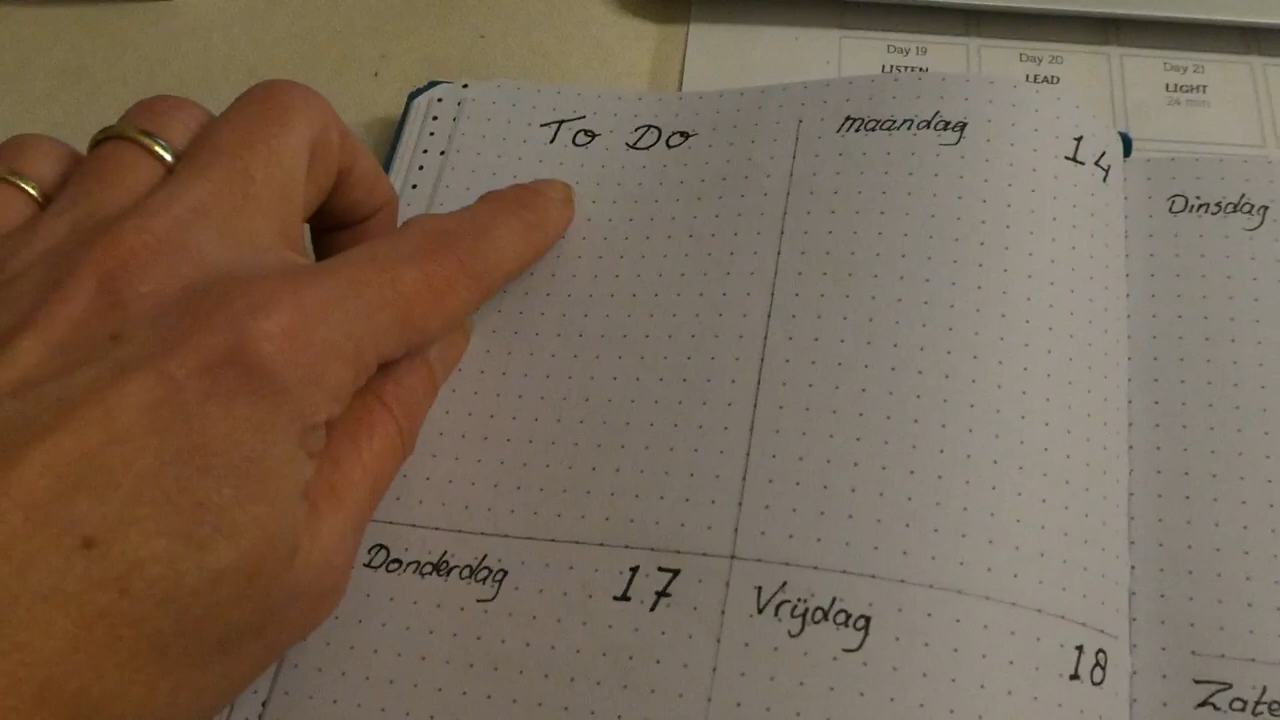 Day 19
LISTEN
Day 20
LEAD
Day 21
LIGHT
24 min
To Do
maandag
14
Dinsdag
Donderdag
17
Vrijdag
18